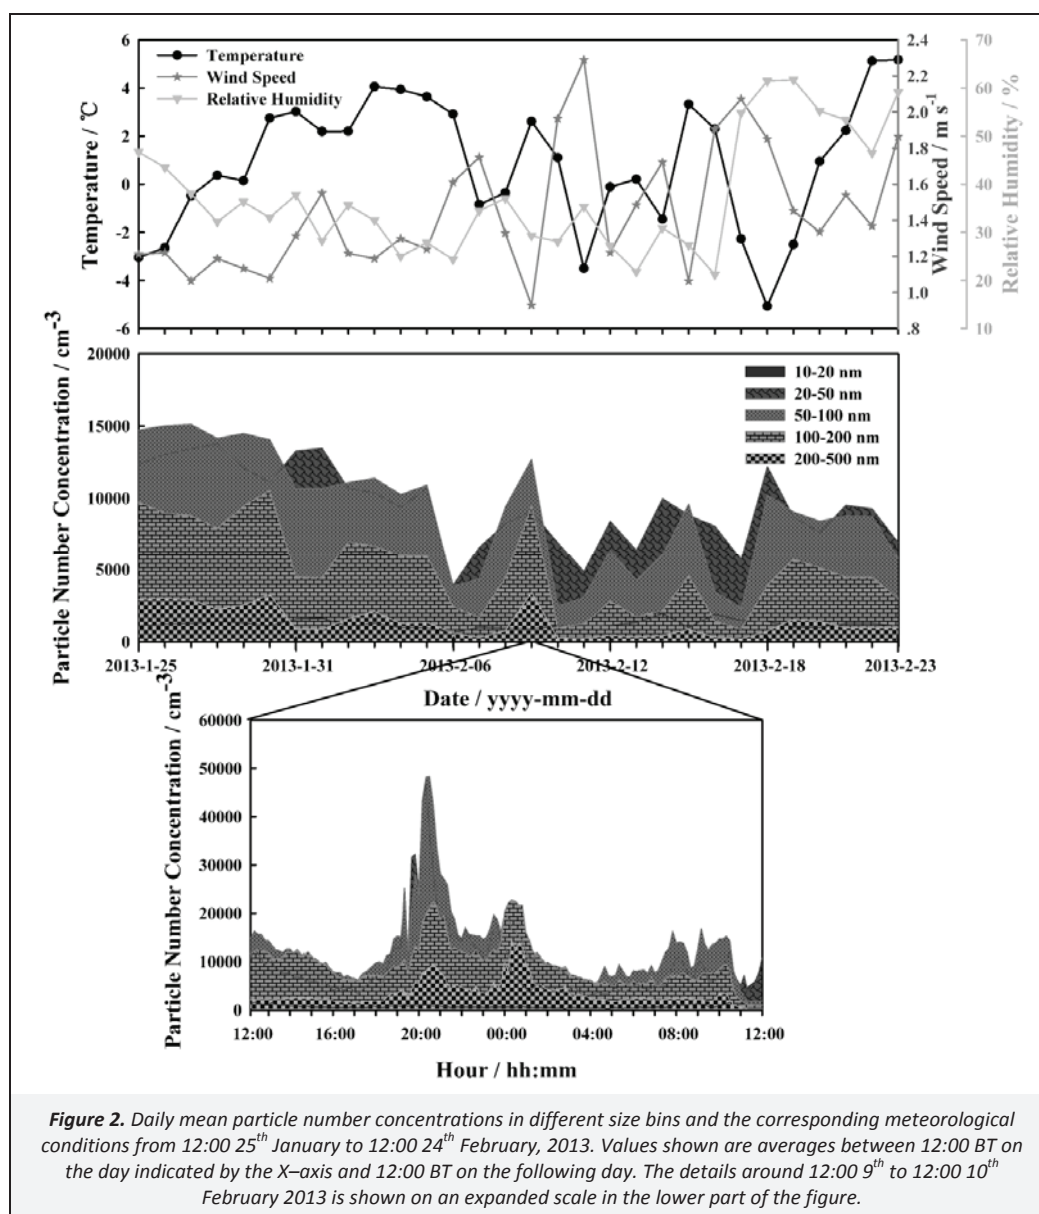 6
4
2
0
-2
-4
-6
Temperature / ℃
Temperature
Wind Speed
Relative Humidity
2.4
2.2
2.0
1.8
1.6
1.4
1.2
1.0
.8
Wind Speed / m s-1
70
60
50
40
30
20
10
Relative Humidity / %
20000
15000
10000
5000
0
Particle Number Concentration / cm-3
10-20 nm
20-50 nm
50-100 nm
100-200 nm
200-500 nm
2013-1-25 2013-1-31 2013-2-06 2013-2-12 2013-2-18 2013-2-23
Date / yyyy-mm-dd
60000
50000
40000
30000
20000
10000
0
Particle Number Concentration / cm-3
12:00 16:00 20:00 00:00 04:00 08:00 12:00
Hour / hh:mm
Figure 2. Daily mean particle number concentrations in different size bins and the corresponding meteorological
conditions from 12:00 25th January to 12:00 24th February, 2013. Values shown are averages between 12:00 BT on
the day indicated by the X–axis and 12:00 BT on the following day. The details around 12:00 9th to 12:00 10th
February 2013 is shown on an expanded scale in the lower part of the figure.